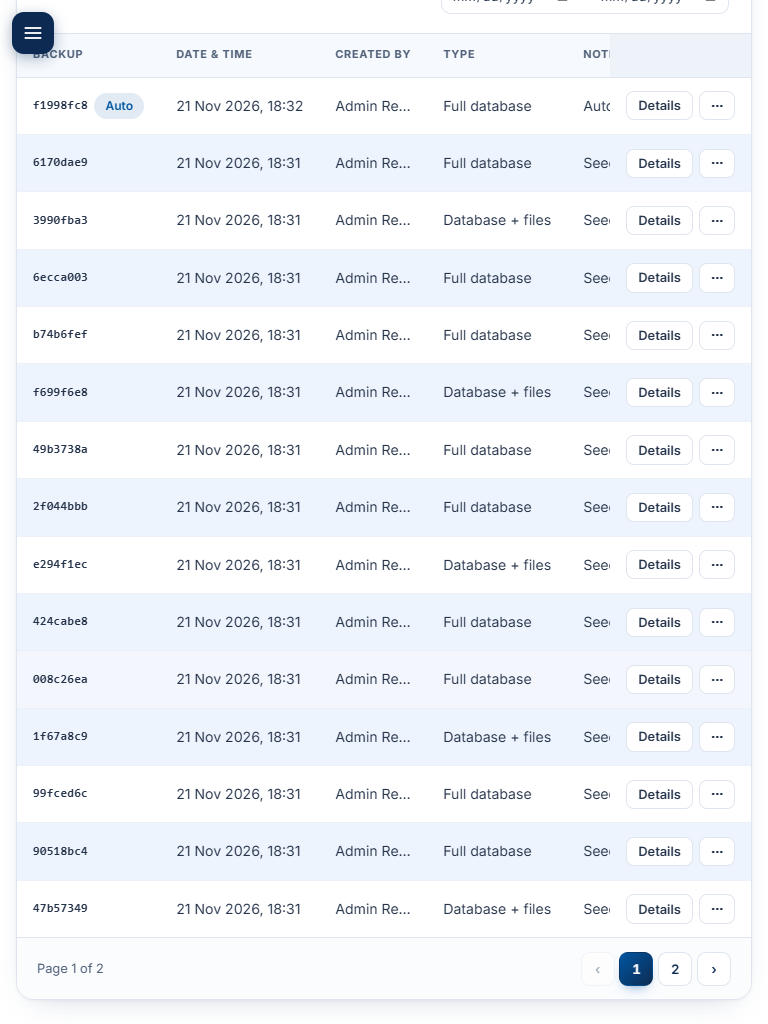 BACKUP DATE & TIME CREATED BY TYPE
f1998fc8 Auto 21 Nov 2026, 18:32 Admin Re... Full database Details ...
6170dae9 21 Nov 2026, 18:31 Admin Re... Full database Details ...
3990fba3 21 Nov 2026, 18:31 Admin Re... Database + files Details ...
6ecca003 21 Nov 2026, 18:31 Admin Re... Full database Details ...
b74b6fef 21 Nov 2026, 18:31 Admin Re... Full database Details ...
f699f6e8 21 Nov 2026, 18:31 Admin Re... Database + files Details ...
49b3738a 21 Nov 2026, 18:31 Admin Re... Full database Details ...
2f044bbb 21 Nov 2026, 18:31 Admin Re... Full database Details ...
e294f1ec 21 Nov 2026, 18:31 Admin Re... Database + files Details ...
424cabe8 21 Nov 2026, 18:31 Admin Re... Full database Details ...
008c26ea 21 Nov 2026, 18:31 Admin Re... Full database Details ...
1f67a8c9 21 Nov 2026, 18:31 Admin Re... Database + files Details ...
99fced6c 21 Nov 2026, 18:31 Admin Re... Full database Details ...
90518bc4 21 Nov 2026, 18:31 Admin Re... Full database Details ...
47b57349 21 Nov 2026, 18:31 Admin Re... Database + files Details ...
Page 1 of 2 ‹ 1 2 ›